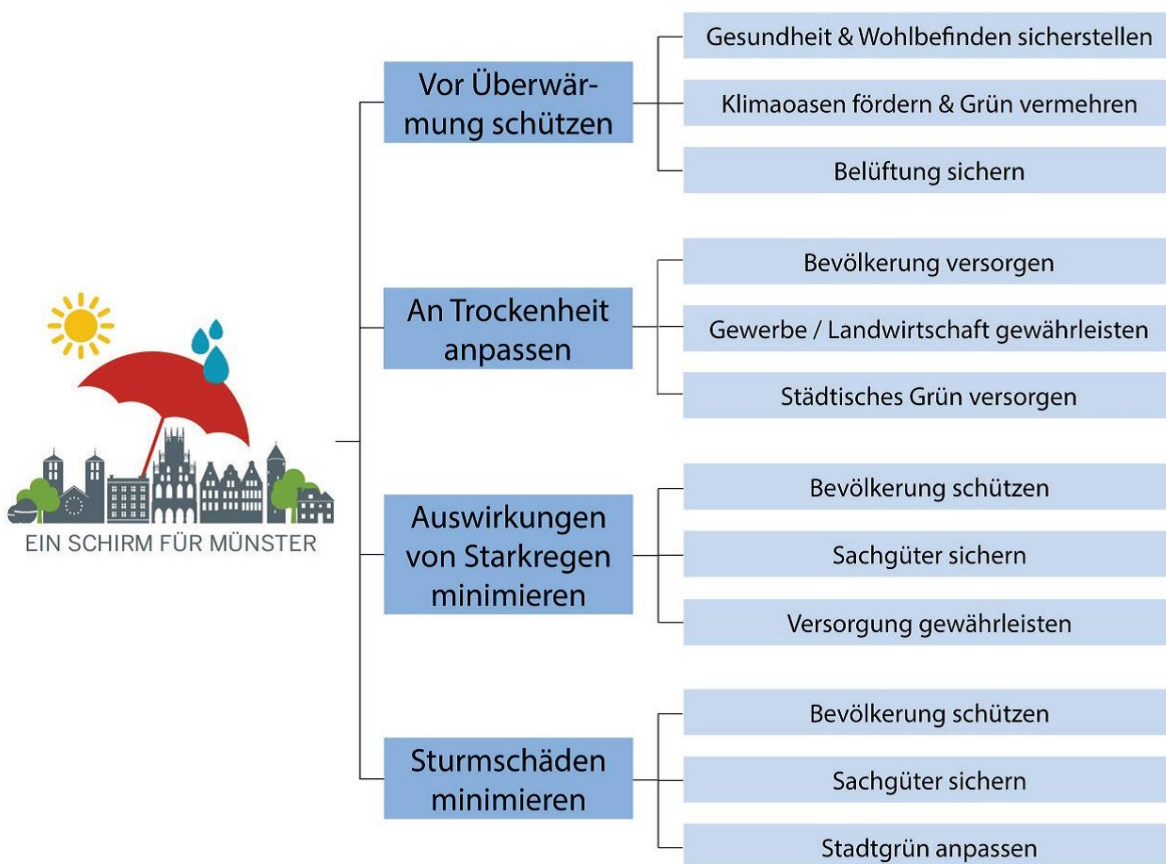 EIN SCHIRM FÜR MÜNSTER
Vor Überwär-
mung schützen
Gesundheit & Wohlbefinden sicherstellen
Klimaoasen fördern & Grün vermehren
Belüftung sichern
An Trockenheit
anpassen
Bevölkerung versorgen
Gewerbe / Landwirtschaft gewährleisten
Städtisches Grün versorgen
Auswirkungen
von Starkregen
minimieren
Bevölkerung schützen
Sachgüter sichern
Versorgung gewährleisten
Sturmschäden
minimieren
Bevölkerung schützen
Sachgüter sichern
Stadtgrün anpassen